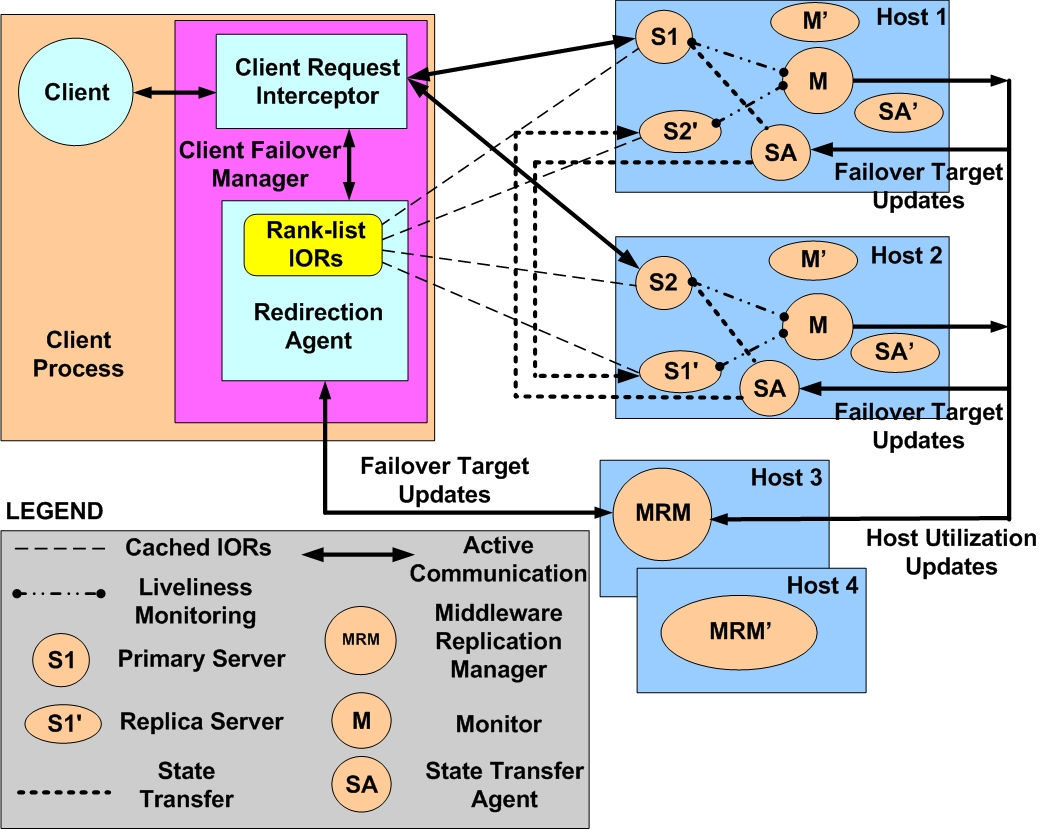 Client
Client Request
Interceptor
Client Failover
Manager
Rank-list
IORs
Redirection
Agent
Client
Process
Host 1
S1
M’
M
S2'
SA’
SA
Failover Target
Updates
Host 2
S2
M’
M
S1'
SA’
SA
Failover Target
Updates
Failover Target
Updates
Host 3
MRM
Host Utilization
Updates
Host 4
MRM’
LEGEND
Cached IORs
Active
Communication
Liveliness
Monitoring
MRM
Middleware
Replication
Manager
S1
Primary Server
S1'
Replica Server
M
Monitor
State
Transfer
SA
State Transfer
Agent